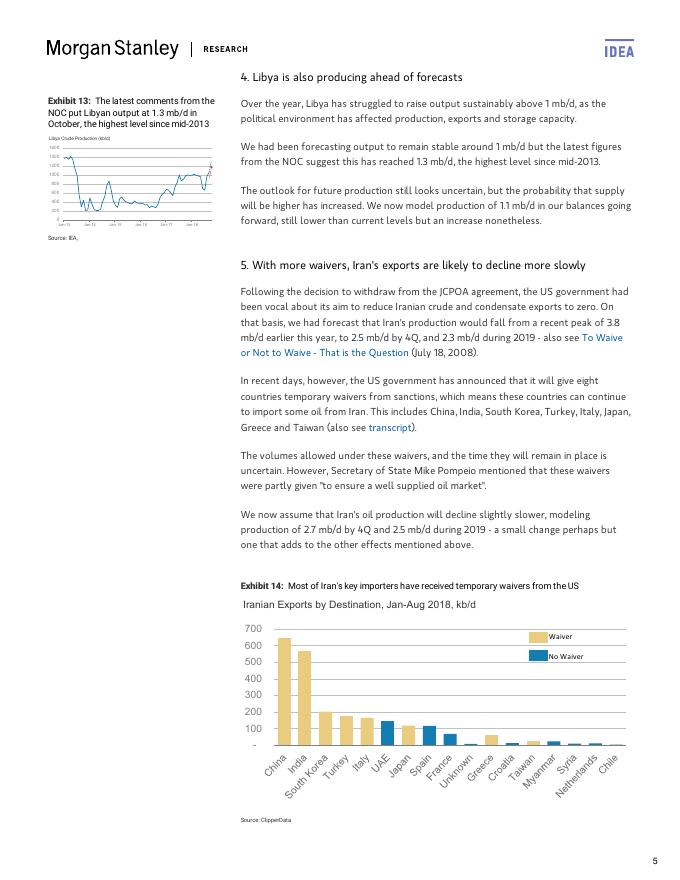 Morgan Stanley | RESEARCH
IDEA
4. Libya is also producing ahead of forecasts
Exhibit 13: The latest comments from the
NOC put Libyan output at 1.3 mb/d in
October, the highest level since mid-2013
Libya Crude Production (kb/d)
1600
1400
1200
1000
800
600
400
200
0
Jan-13 Jan-14 Jan-15 Jan-16 Jan-17 Jan-18
Source: IEA,
Over the year, Libya has struggled to raise output sustainably above 1 mb/d, as the
political environment has affected production, exports and storage capacity.
We had been forecasting output to remain stable around 1 mb/d but the latest figures
from the NOC suggest this has reached 1.3 mb/d, the highest level since mid-2013.
The outlook for future production still looks uncertain, but the probability that supply
will be higher has increased. We now model production of 1.1 mb/d in our balances going
forward, still lower than current levels but an increase nonetheless.
5. With more waivers, Iran's exports are likely to decline more slowly
Following the decision to withdraw from the JCPOA agreement, the US government had
been vocal about its aim to reduce Iranian crude and condensate exports to zero. On
that basis, we had forecast that Iran's production would fall from a recent peak of 3.8
mb/d earlier this year, to 2.5 mb/d by 4Q, and 2.3 mb/d during 2019 - also see To Waive
or Not to Waive - That is the Question (July 18, 2008).
In recent days, however, the US government has announced that it will give eight
countries temporary waivers from sanctions, which means these countries can continue
to import some oil from Iran. This includes China, India, South Korea, Turkey, Italy, Japan,
Greece and Taiwan (also see transcript).
The volumes allowed under these waivers, and the time they will remain in place is
uncertain. However, Secretary of State Mike Pompeio mentioned that these waivers
were partly given "to ensure a well supplied oil market".
We now assume that Iran's oil production will decline slightly slower, modeling
production of 2.7 mb/d by 4Q and 2.5 mb/d during 2019 - a small change perhaps but
one that adds to the other effects mentioned above.
Exhibit 14: Most of Iran's key importers have received temporary waivers from the US
Iranian Exports by Destination, Jan-Aug 2018, kb/d
700
600
500
400
300
200
100
-
Waiver
No Waiver
China
India
South Korea
Turkey
Italy
UAE
Japan
Spain
France
Unknown
Greece
Croatia
Taiwan
Myanmar
Syria
Netherlands
Chile
Source: ClipperData
5